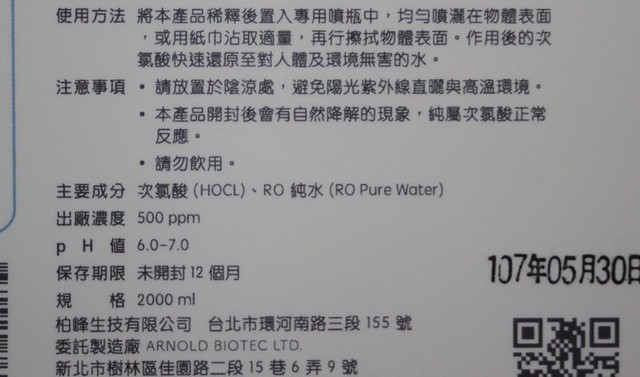 使用方法 將本產品稀釋後置入專用噴瓶中，均勻噴灑在物體表面
，或用紙巾沾取適量，再行擦拭物體表面。作用後的次
氯酸快速還原至對人體及環境無害的水。
注意事項 • 請放置於陰涼處，避免陽光紫外線直曬與高溫環境。
• 本產品開封後會有自然降解的現象，純屬次氯酸正常
反應。
• 請勿飲用。
主要成分 次氯酸 (HOCL)、RO 純水 (RO Pure Water)
出廠濃度 500 ppm
p H 值 6.0-7.0
保存期限 未開封 12 個月
107年05月30日
規 格 2000 ml
柏峰生技有限公司 台北市環河南路三段 155 號
委託製造廠 ARNOLD BIOTEC LTD.
新北市樹林區佳園路二段 15 巷 6 弄 9 號